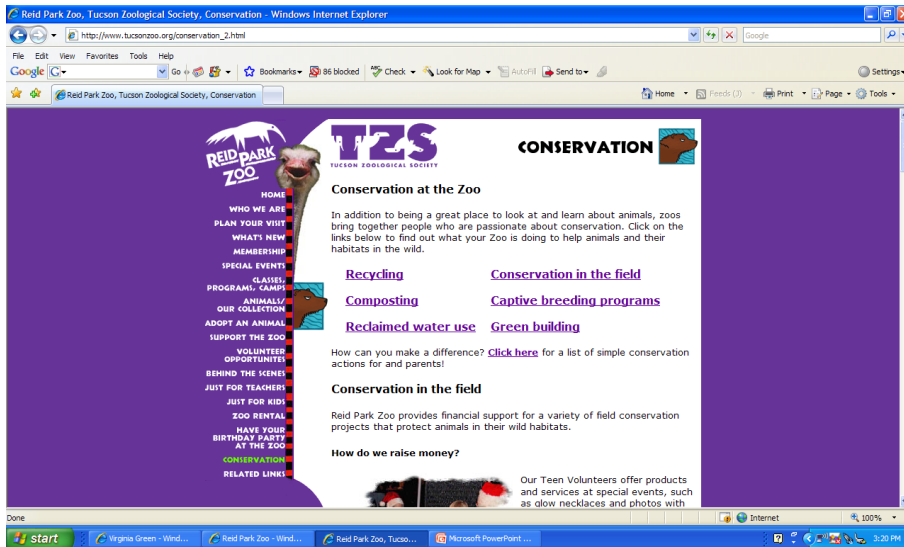 Reid Park Zoo, Tucson Zoological Society, Conservation - Windows Internet Explorer
http://www.tucsonzoo.org/conservation_2.html
Google
File Edit View Favorites Tools Help
Google G Go Bookmarks 86 blocked Check Look for Map AutoFill Send to Settings
Reid Park Zoo, Tucson Zoological Society, Conservation
Home Feeds (J) Print Page Tools
REID PARK ZOO
TZS
TUCSON ZOOLOGICAL SOCIETY
CONSERVATION
HOME
WHO WE ARE
PLAN YOUR VISIT
WHAT'S NEW
MEMBERSHIP
SPECIAL EVENTS
CLASSES,
PROGRAMS, CAMPS
ANIMALS/
OUR COLLECTION
ADOPT AN ANIMAL
SUPPORT THE ZOO
VOLUNTEER
OPPORTUNITES
BEHIND THE SCENES
JUST FOR TEACHERS
JUST FOR KIDS
ZOO RENTAL
HAVE YOUR
BIRTHDAY PARTY
AT THE ZOO
CONSERVATION
RELATED LINKS
Conservation at the Zoo
In addition to being a great place to look at and learn about animals, zoos
bring together people who are passionate about conservation. Click on the
links below to find out what your Zoo is doing to help animals and their
habitats in the wild.
Recycling Conservation in the field
Composting Captive breeding programs
Reclaimed water use Green building
How can you make a difference? Click here for a list of simple conservation
actions for and parents!
Conservation in the field
Reid Park Zoo provides financial support for a variety of field conservation
projects that protect animals in their wild habitats.
How do we raise money?
Our Teen Volunteers offer products
and services at special events, such
as glow necklaces and photos with
Done Internet 100%
start Virginia Green - Wind... Reid Park Zoo - Wind... Reid Park Zoo, Tucso... Microsoft PowerPoint ... 3:20 PM